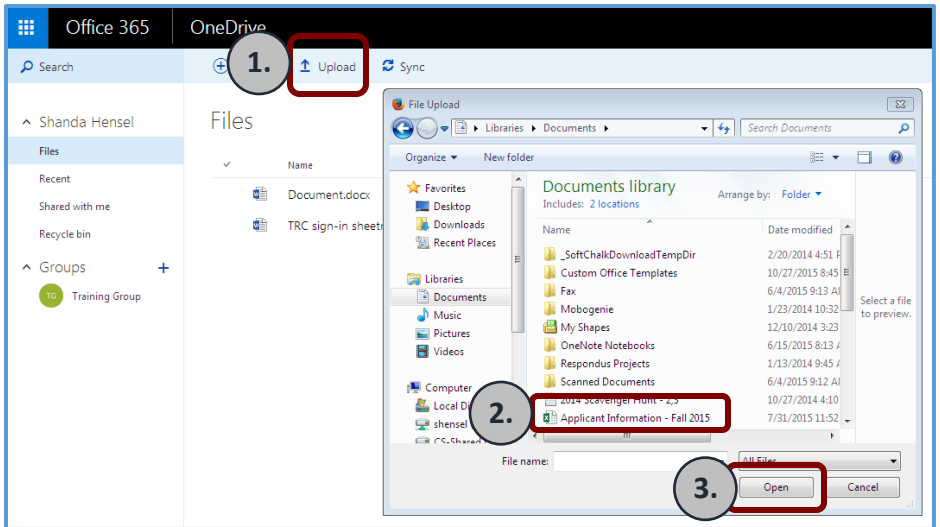 Office 365 OneDrive
Search
1.
Upload
Sync
Shanda Hensel
Files
Recent
Shared with me
Recycle bin
Groups +
TG Training Group
Files
Name
Document.docx
TRC sign-in sheet
File Upload
Libraries Documents
Search Documents
Organize New folder
Favorites
Desktop
Downloads
Recent Places
Libraries
Documents
Music
Pictures
Videos
Computer
Local Di
shensel
CS-Shared
Documents library
Includes: 2 locations
Arrange by: Folder
Name Date modified
_SoftChalkDownloadTempDir 2/20/2014 4:51
Custom Office Templates 10/27/2015 8:45
Fax 6/4/2015 9:13 A
Mobogenie 1/23/2014 10:32
My Shapes 12/10/2014 3:23
OneNote Notebooks 6/15/2015 8:13
Respondus Projects 1/13/2014 9:45
Scanned Documents 6/4/2015 9:12 A
2014 Scavenger Hunt - 2,3 10/27/2014 4:10
Applicant Information - Fall 2015 7/31/2015 11:52
2.
Select a file
to preview.
File name:
All Files
3.
Open Cancel